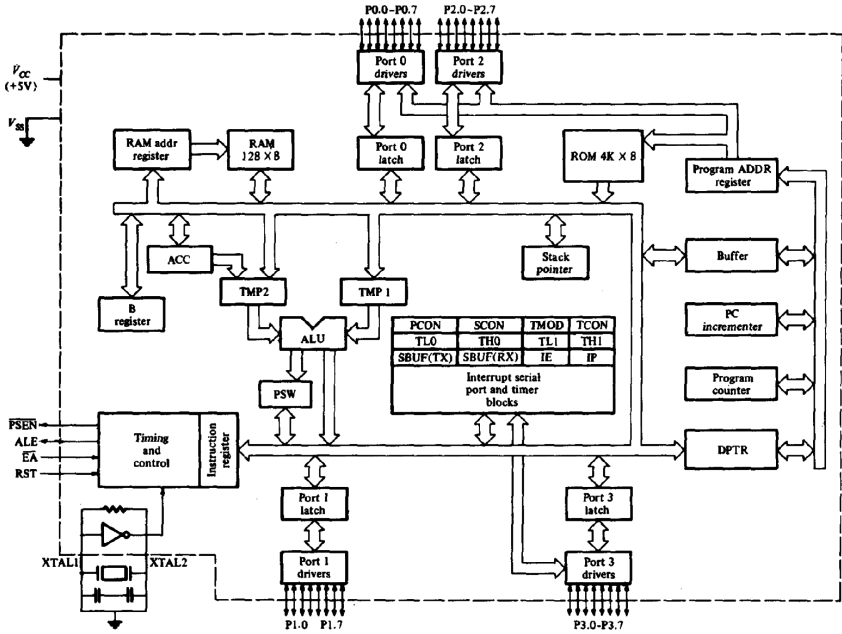 P0.0~P0.7
P2.0~P2.7
VCC
(+5V)
VSS
Port 0
drivers
Port 2
drivers
RAM addr
register
RAM
128 × 8
Port 0
latch
Port 2
latch
ROM 4K × 8
Program ADDR
register
ACC
TMP2
TMP 1
Stack
pointer
Buffer
B
register
ALU
PCON SCON TMOD TCON
TL0 TH0 TL1 TH1
SBUF(TX) SBUF(RX) IE IP
Interrupt serial
port and timer
blocks
PC
incrementer
PSW
Program
counter
PSEN
ALE
EA
RST
Timing
and
control
Instruction
register
DPTR
Port 1
latch
Port 3
latch
XTAL1
XTAL2
Port 1
drivers
Port 3
drivers
P1.0 P1.7
P3.0-P3.7